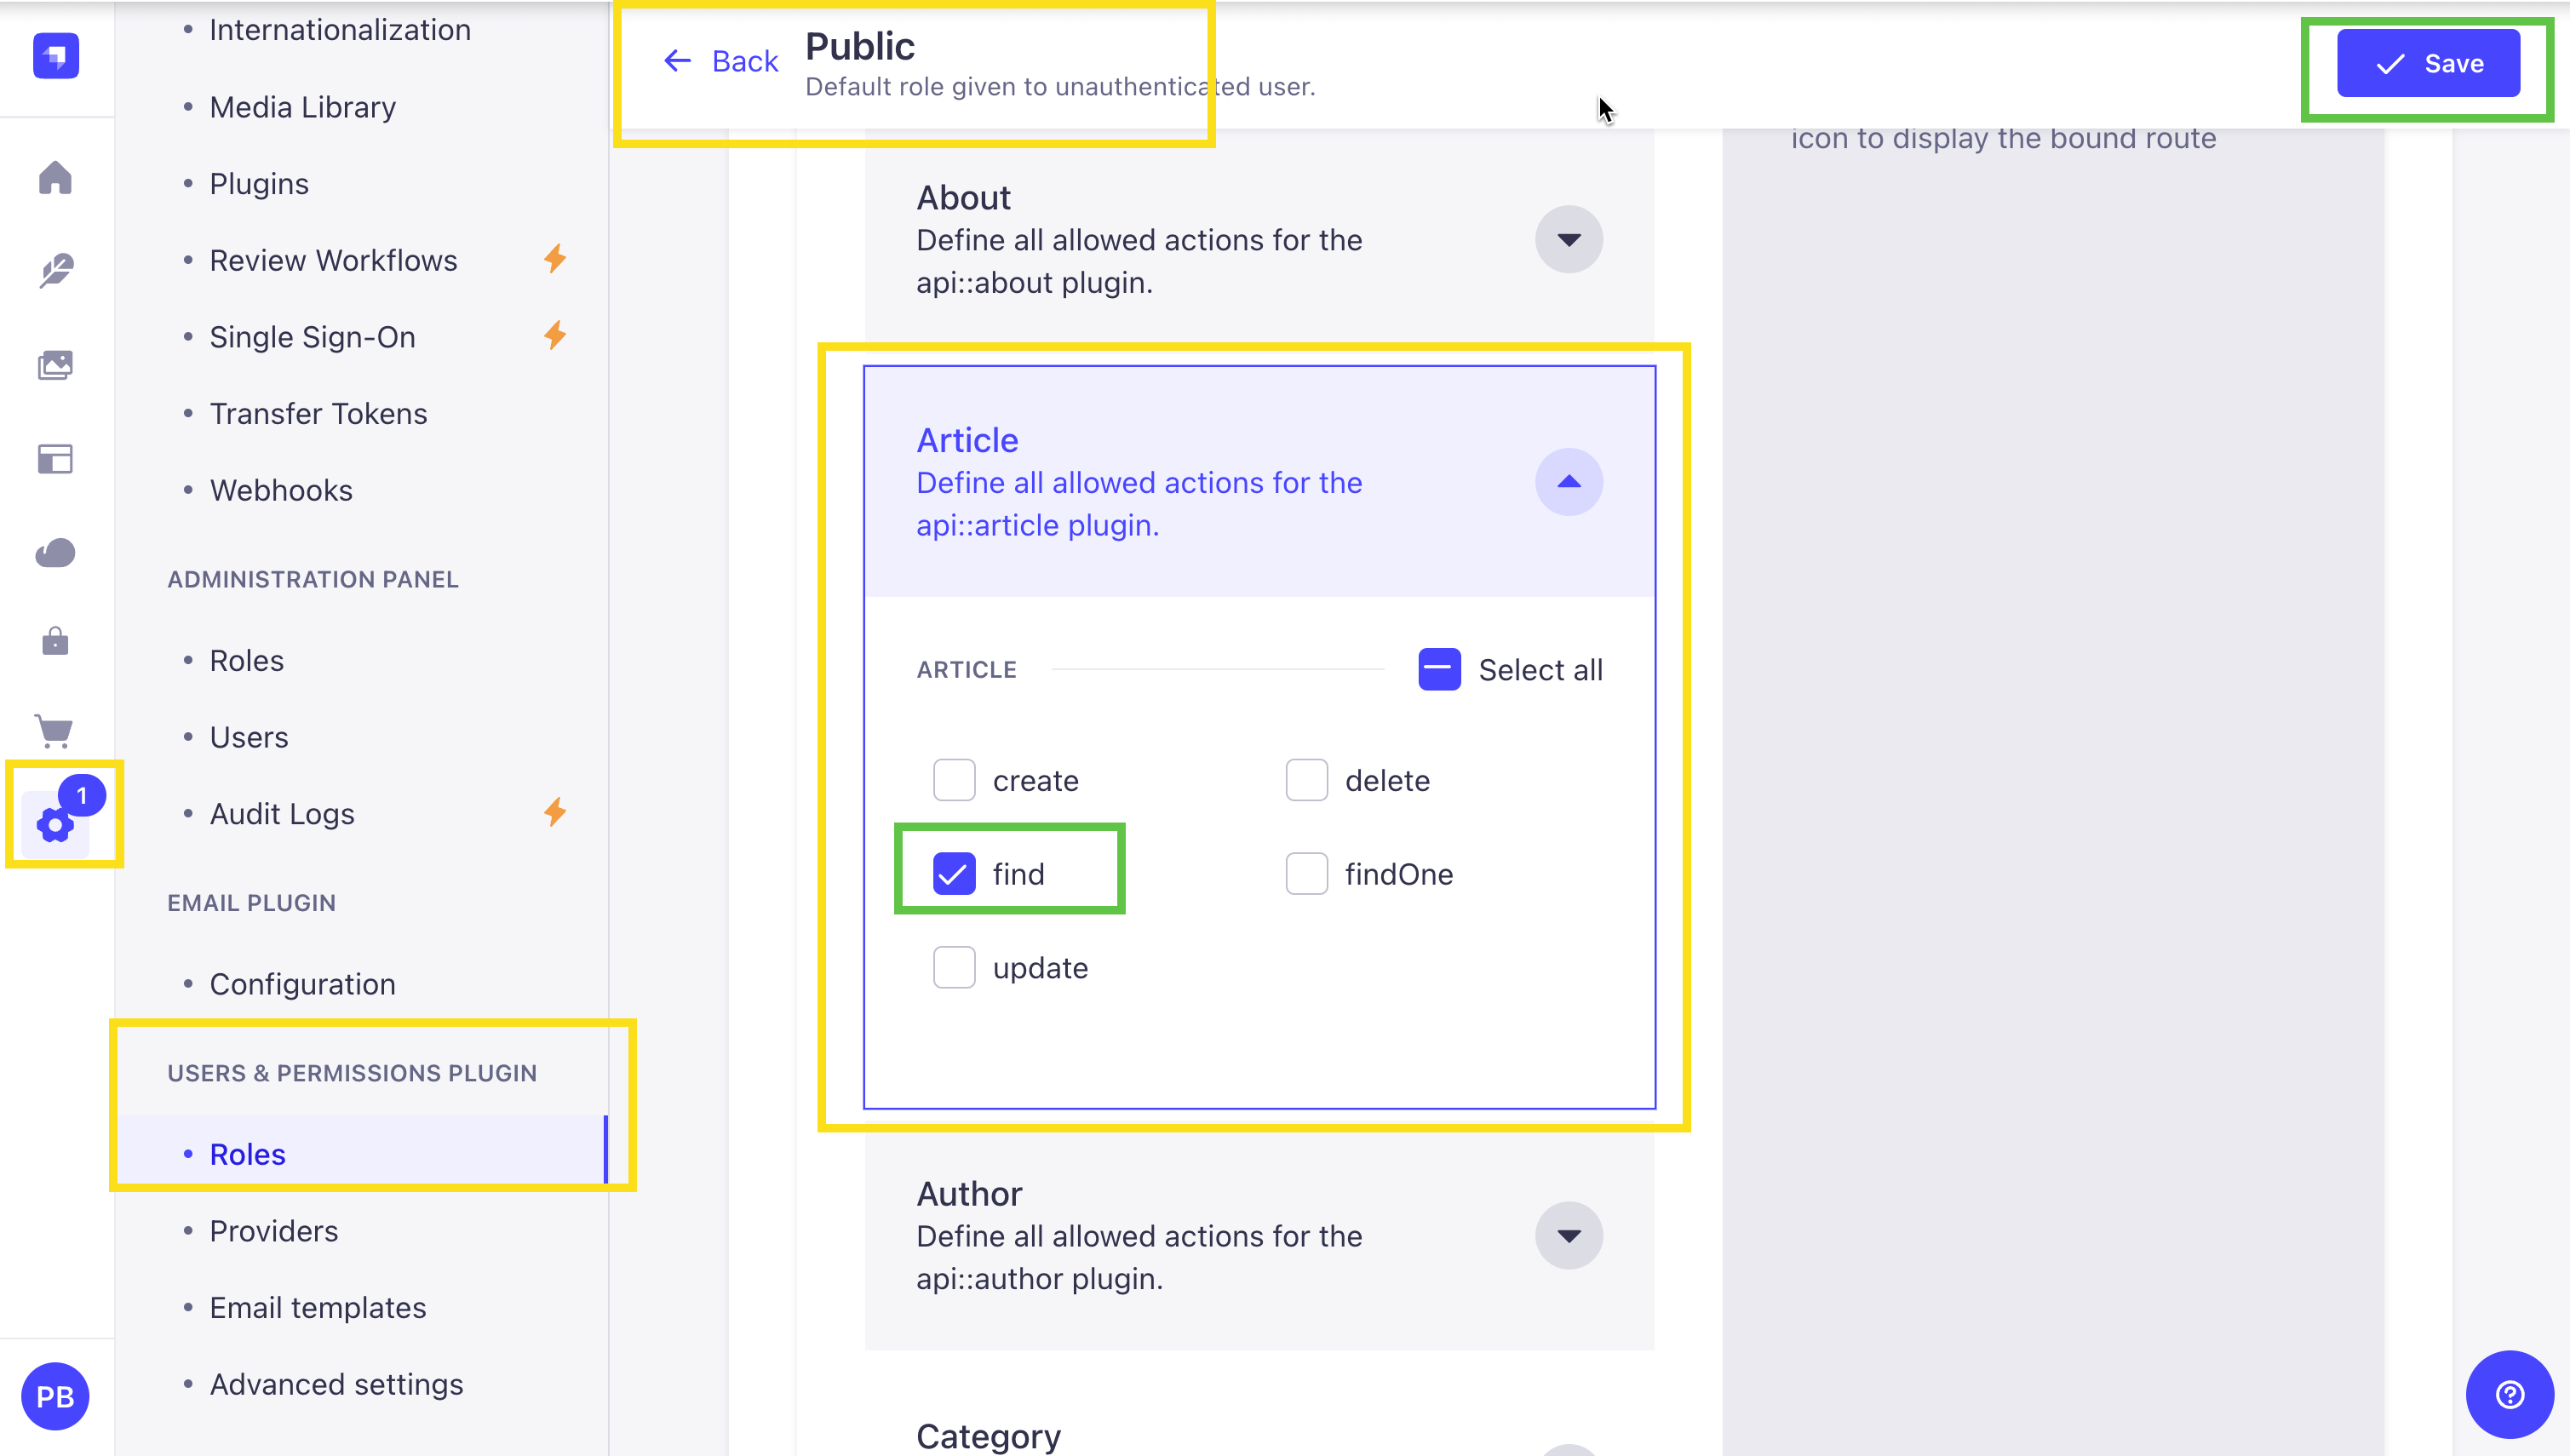 Internationalization
Media Library
Plugins
Review Workflows
Single Sign-On
Transfer Tokens
Webhooks
ADMINISTRATION PANEL
Roles
Users
Audit Logs
EMAIL PLUGIN
Configuration
USERS & PERMISSIONS PLUGIN
Roles
Providers
Email templates
Advanced settings
1
PB
Back
Public
Default role given to unauthenticated user.
Save
icon to display the bound route
About
Define all allowed actions for the
api::about plugin.
Article
Define all allowed actions for the
api::article plugin.
ARTICLE
Select all
create
delete
find
findOne
update
Author
Define all allowed actions for the
api::author plugin.
Category